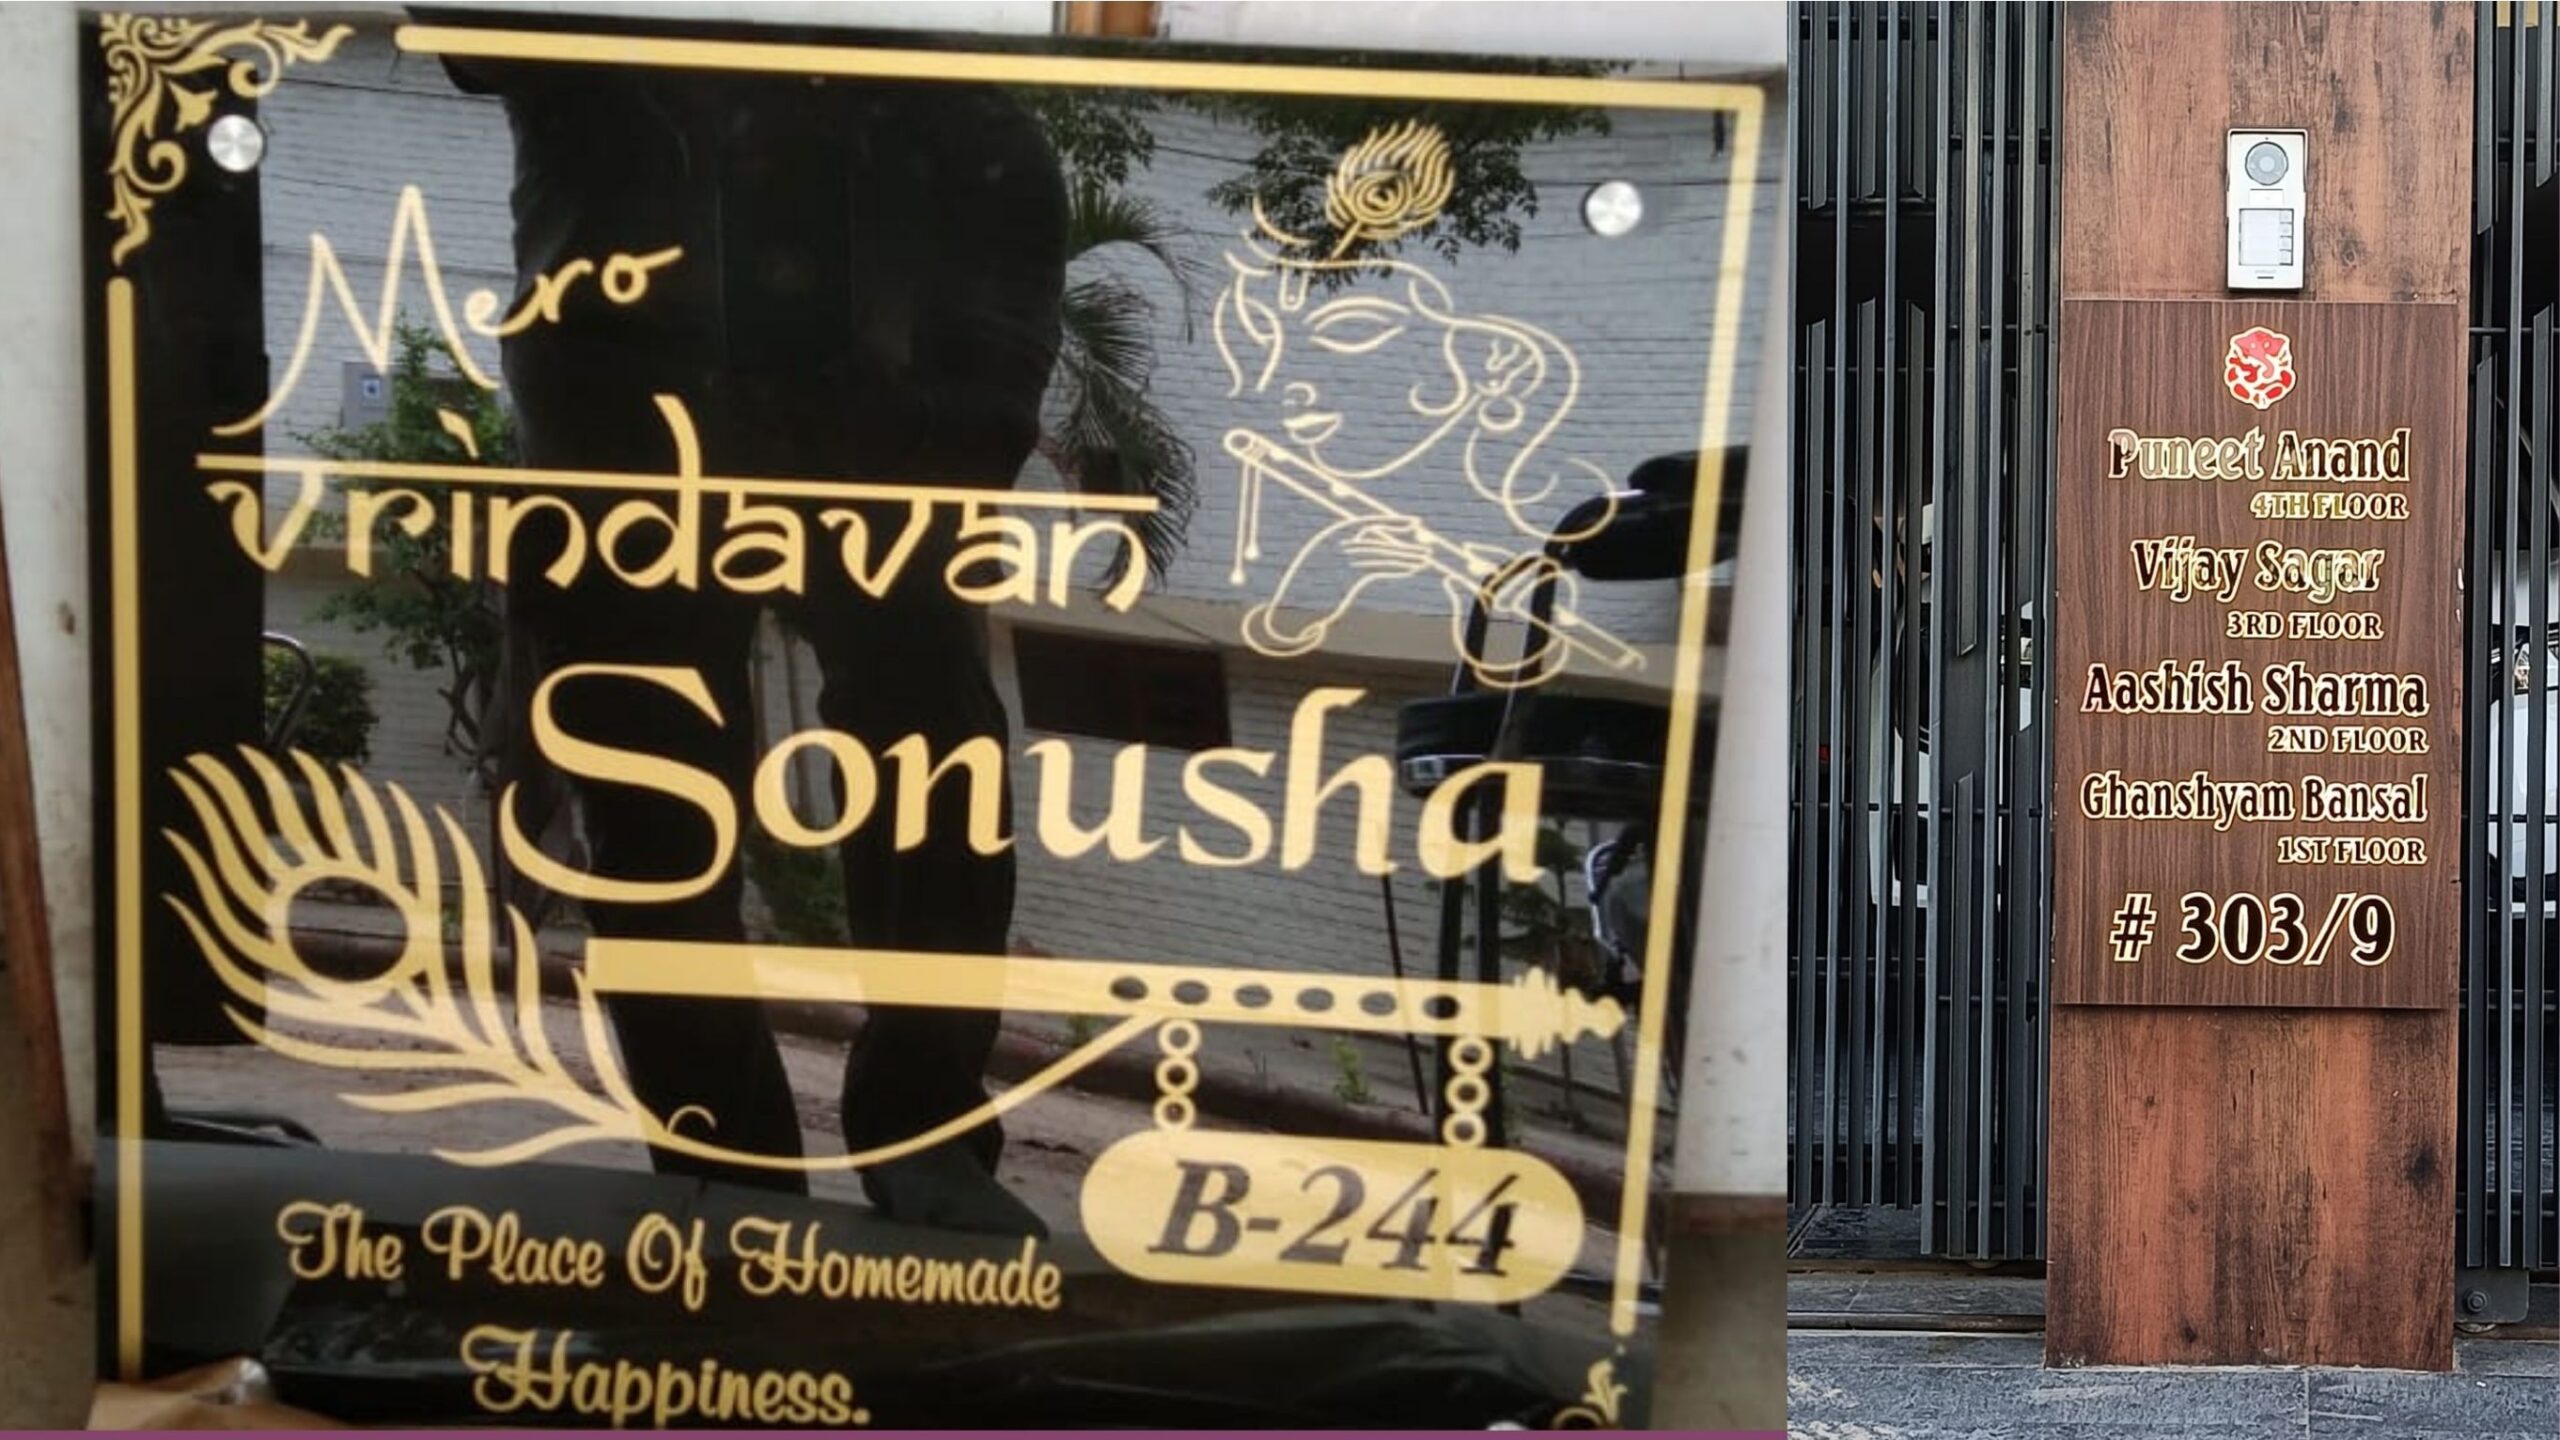 Mero
vrindavan
Sonusha
B-244
The Place Of Homemade
Happiness.
Puneet Anand
4TH FLOOR
Vijay Sagar
3RD FLOOR
Aashish Sharma
2ND FLOOR
Ghanshyam Bansal
1ST FLOOR
# 303/9